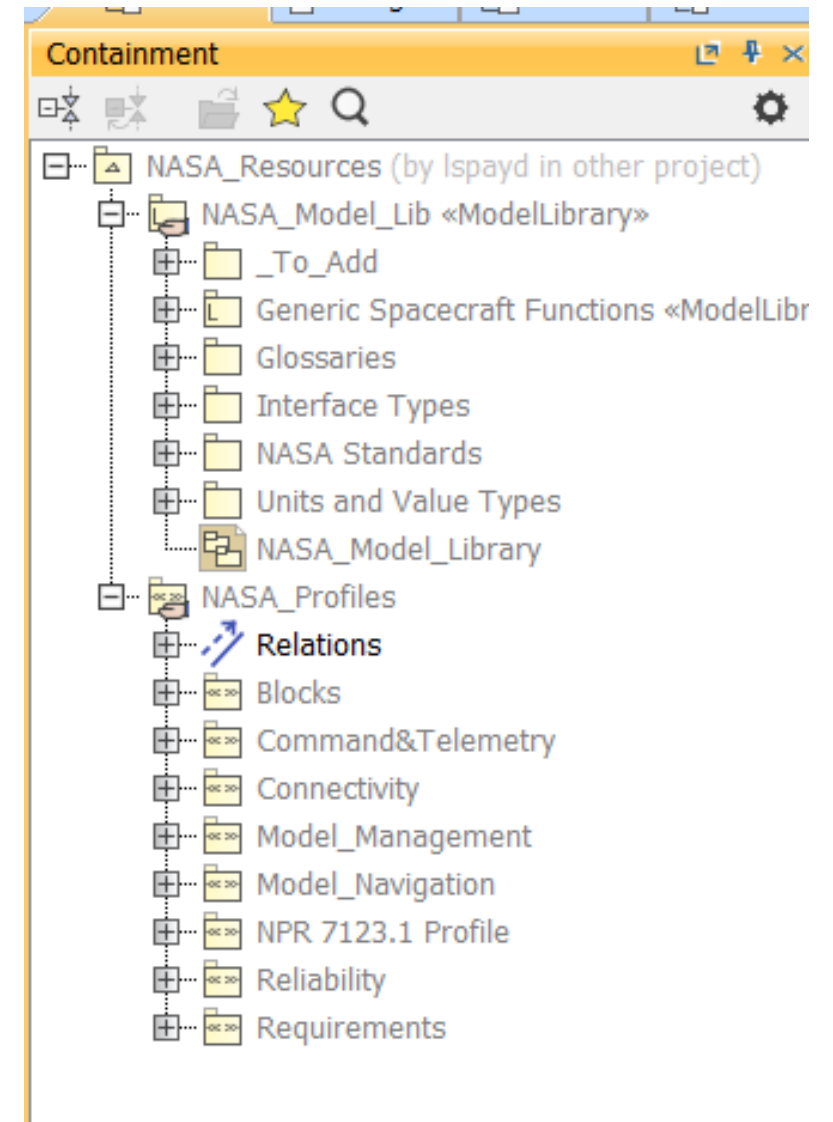 Containment
NASA_Resources (by lspayd in other project)
NASA_Model_Lib «ModelLibrary»
_To_Add
Generic Spacecraft Functions «ModelLibr
Glossaries
Interface Types
NASA Standards
Units and Value Types
NASA_Model_Library
NASA_Profiles
Relations
Blocks
Command&Telemetry
Connectivity
Model_Management
Model_Navigation
NPR 7123.1 Profile
Reliability
Requirements